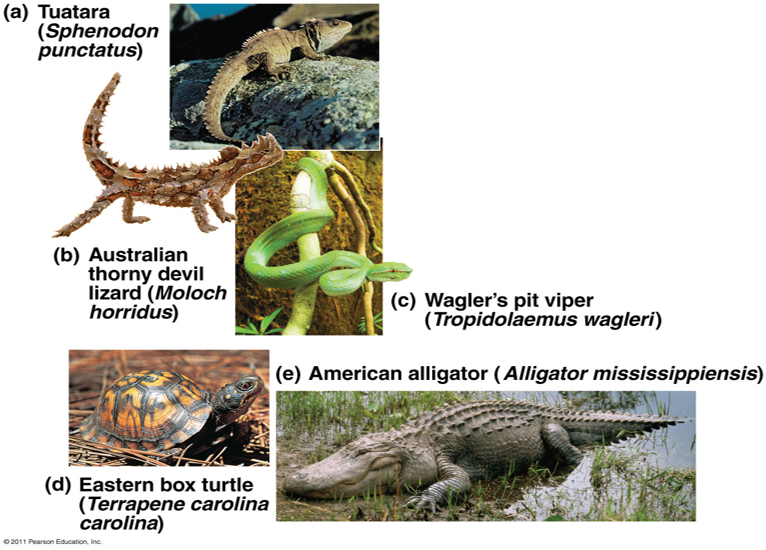 (a) Tuatara
(Sphenodon
punctatus)
(b) Australian
thorny devil
lizard (Moloch
horridus)
(c) Wagler's pit viper
(Tropidolaemus wagleri)
(e) American alligator (Alligator mississippiensis)
(d) Eastern box turtle
(Terrapene carolina
carolina)
© 2011 Pearson Education, Inc.